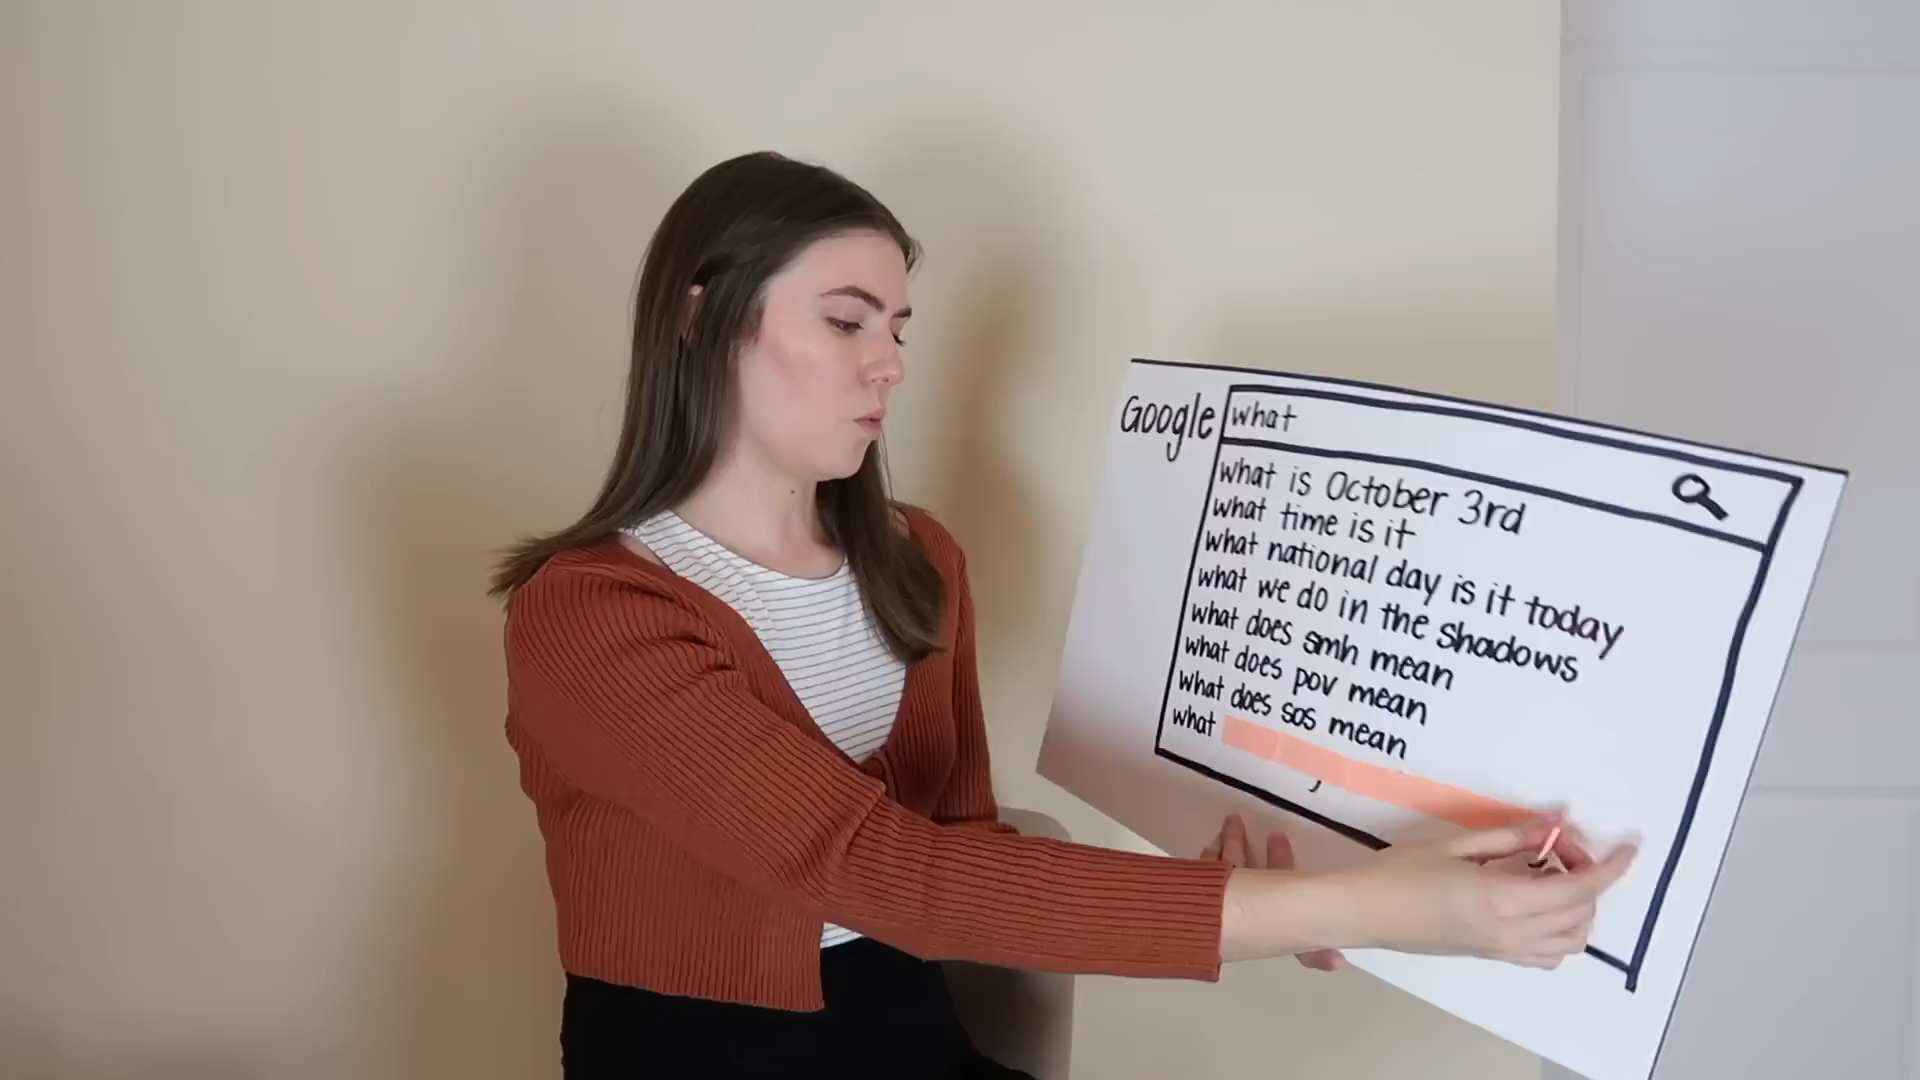 Google what
what is October 3rd
what time is it
what national day is it today
what we do in the shadows
what does smh mean
what does pov mean
what does sos mean
what